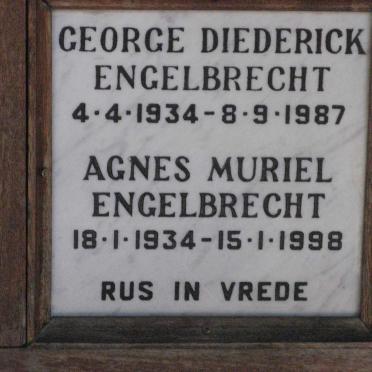 GEORGE DIEDERICK
ENGELBRECHT
4·4·1934-8·9·1987
AGNES MURIEL
ENGELBRECHT
18·1·1934-15·1·1998
RUS IN VREDE